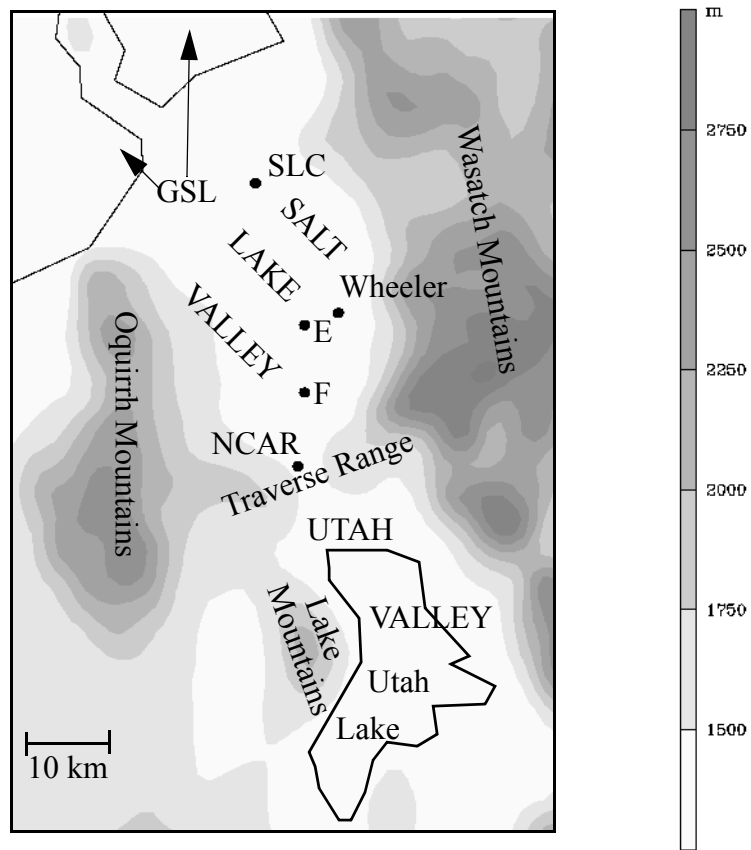 m
2750
2500
2250
2000
1750
1500
SLC
GSL
SALT
LAKE
VALLEY
Wasatch Mountains
Wheeler
E
F
Oquirrh Mountains
NCAR
Traverse Range
UTAH
VALLEY
Lake
Mountains
Utah
Lake
10 km